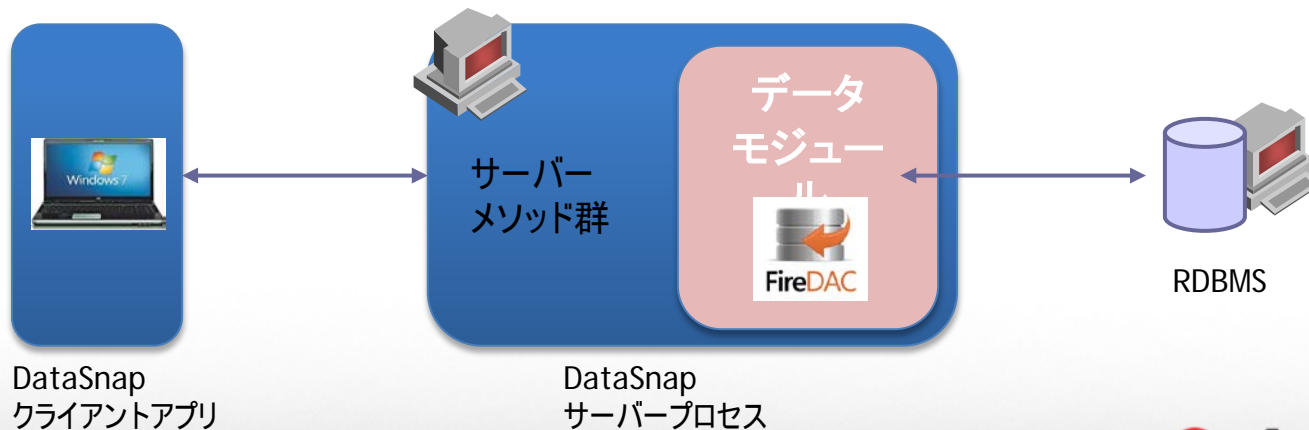 Windows 7
サーバー
メソッド群
データ
モジュー
ル
FireDAC
RDBMS
DataSnap
クライアントアプリ
DataSnap
サーバープロセス